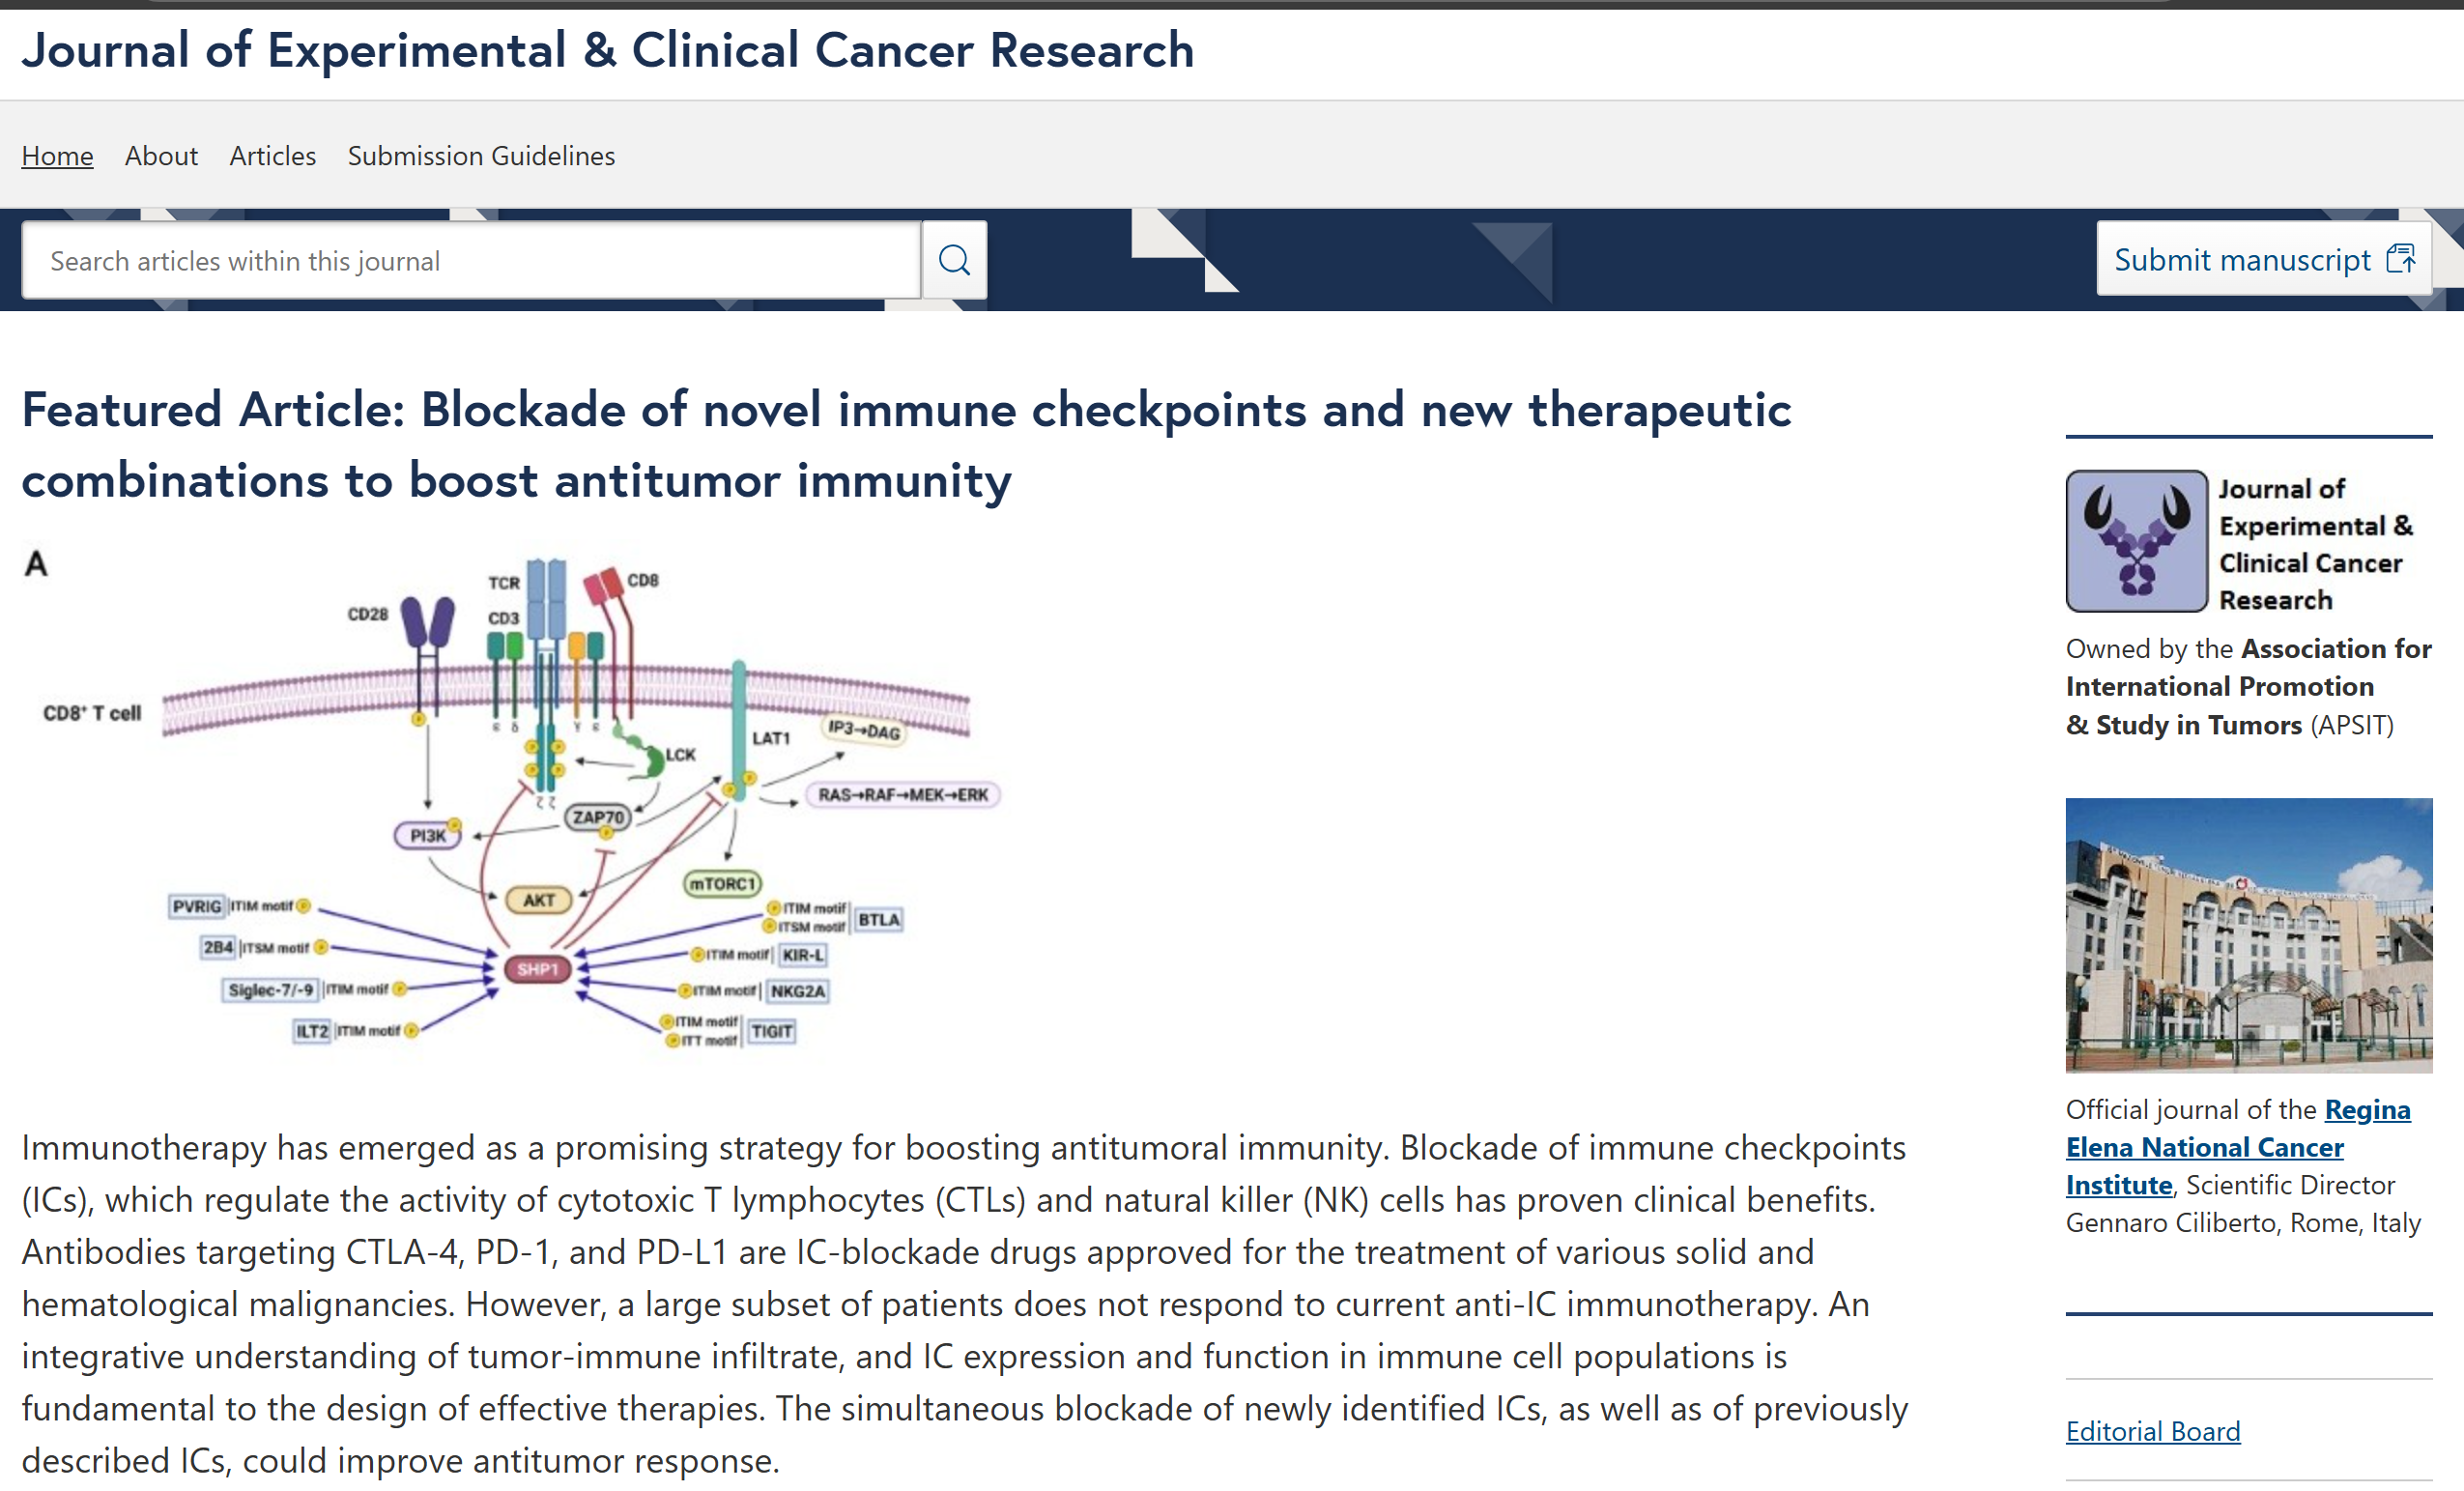 Journal of Experimental & Clinical Cancer Research
Home About Articles Submission Guidelines
Search articles within this journal
Submit manuscript
Featured Article: Blockade of novel immune checkpoints and new therapeutic
combinations to boost antitumor immunity
A
TCR
CD8
CD28
CD3
CD8⁺ T cell
ε δ γ ε
LAT1
IP3→DAG
LCK
RAS→RAF→MEK→ERK
ζ ζ
ZAP70
PI3K
mTORC1
AKT
PVRIG ITIM motif
ITIM motif
ITSM motif
BTLA
2B4 ITSM motif
ITIM motif KIR-L
SHP1
Siglec-7/-9 ITIM motif
ITIM motif NKG2A
ILT2 ITIM motif
ITIM motif
ITT motif
TIGIT
Immunotherapy has emerged as a promising strategy for boosting antitumoral immunity. Blockade of immune checkpoints
(ICs), which regulate the activity of cytotoxic T lymphocytes (CTLs) and natural killer (NK) cells has proven clinical benefits.
Antibodies targeting CTLA-4, PD-1, and PD-L1 are IC-blockade drugs approved for the treatment of various solid and
hematological malignancies. However, a large subset of patients does not respond to current anti-IC immunotherapy. An
integrative understanding of tumor-immune infiltrate, and IC expression and function in immune cell populations is
fundamental to the design of effective therapies. The simultaneous blockade of newly identified ICs, as well as of previously
described ICs, could improve antitumor response.
Journal of
Experimental &
Clinical Cancer
Research
Owned by the Association for
International Promotion
& Study in Tumors (APSIT)
Official journal of the Regina
Elena National Cancer
Institute, Scientific Director
Gennaro Ciliberto, Rome, Italy
Editorial Board